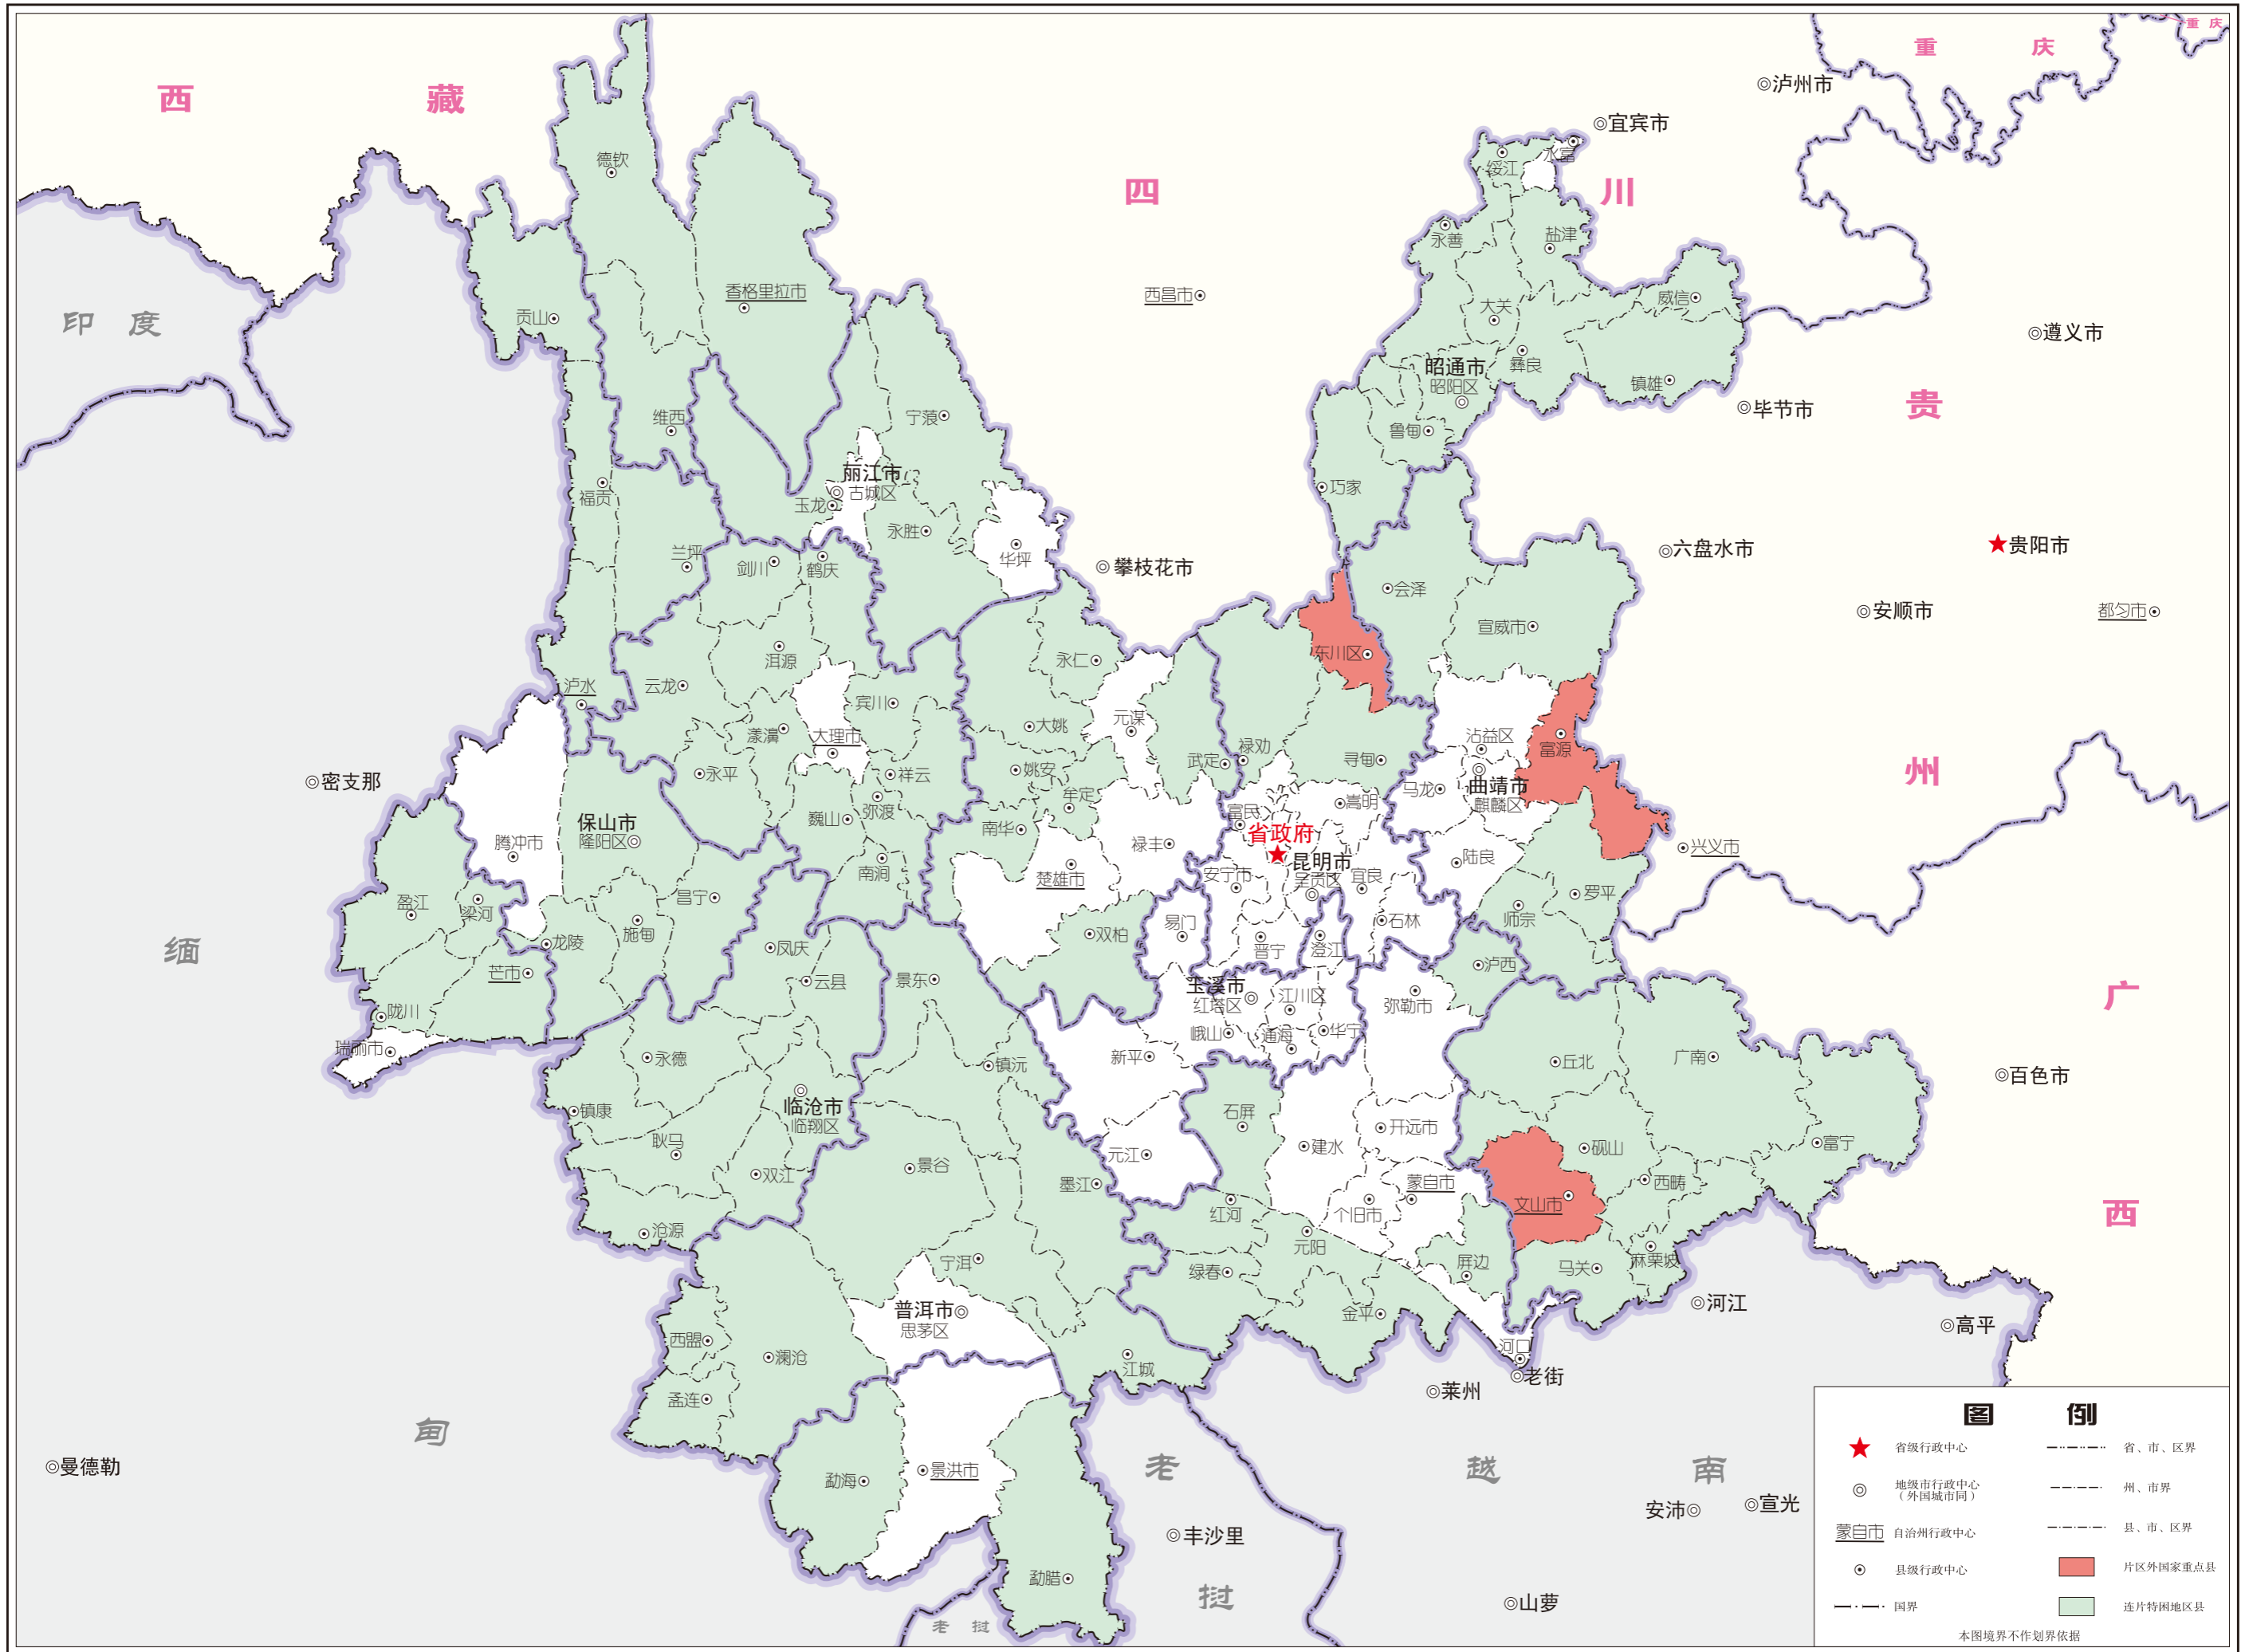 重 庆
重 庆
西 藏
泸州市
宜宾市
水富
绥江
德钦
四 川
永善
盐津
香格里拉市
西昌市
威信
贡山
印 度
大关
遵义市
彝良
昭通市
昭阳区
镇雄
贵
毕节市
宁蒗
维西
鲁甸
丽江市
古城区
福贡
玉龙
巧家
永胜
兰坪
剑川
鹤庆
华坪
攀枝花市
六盘水市
贵阳市
会泽
安顺市
都匀市
宣威市
东川区
洱源
永仁
泸水
云龙
宾川
元谋
大姚
漾濞
大理市
沾益区
富源
禄劝
武定
寻甸
州
密支那
永平
祥云
姚安
马龙
曲靖市
麒麟区
弥渡
牟定
嵩明
富民
巍山
南华
保山市
隆阳区
腾冲市
禄丰
省政府
昆明市
呈贡区
兴义市
陆良
楚雄市
南涧
安宁市
宜良
昌宁
罗平
盈江
梁河
师宗
施甸
易门
石林
双柏
龙陵
凤庆
晋宁
澄江
缅
泸西
芒市
云县
景东
玉溪市
红塔区
江川区
弥勒市
广
陇川
峨山
通海
华宁
瑞丽市
永德
新平
镇沅
丘北
广南
百色市
临沧市
临翔区
镇康
石屏
开远市
耿马
建水
砚山
富宁
元江
景谷
双江
墨江
西畴
蒙自市
个旧市
文山市
红河
西
沧源
元阳
宁洱
屏边
麻栗坡
绿春
马关
普洱市
思茅区
金平
河江
高平
西盟
河口
澜沧
江城
老街
莱州
孟连
甸
图 例
省级行政中心
省、市、区界
曼德勒
勐海
景洪市
老
越 南
地级市行政中心
（外国城市同）
州、市界
安沛
宣光
丰沙里
蒙自市
自治州行政中心
县、市、区界
县级行政中心
片区外国家重点县
勐腊
挝
山萝
国界
连片特困地区县
老 挝
本图境界不作划界依据